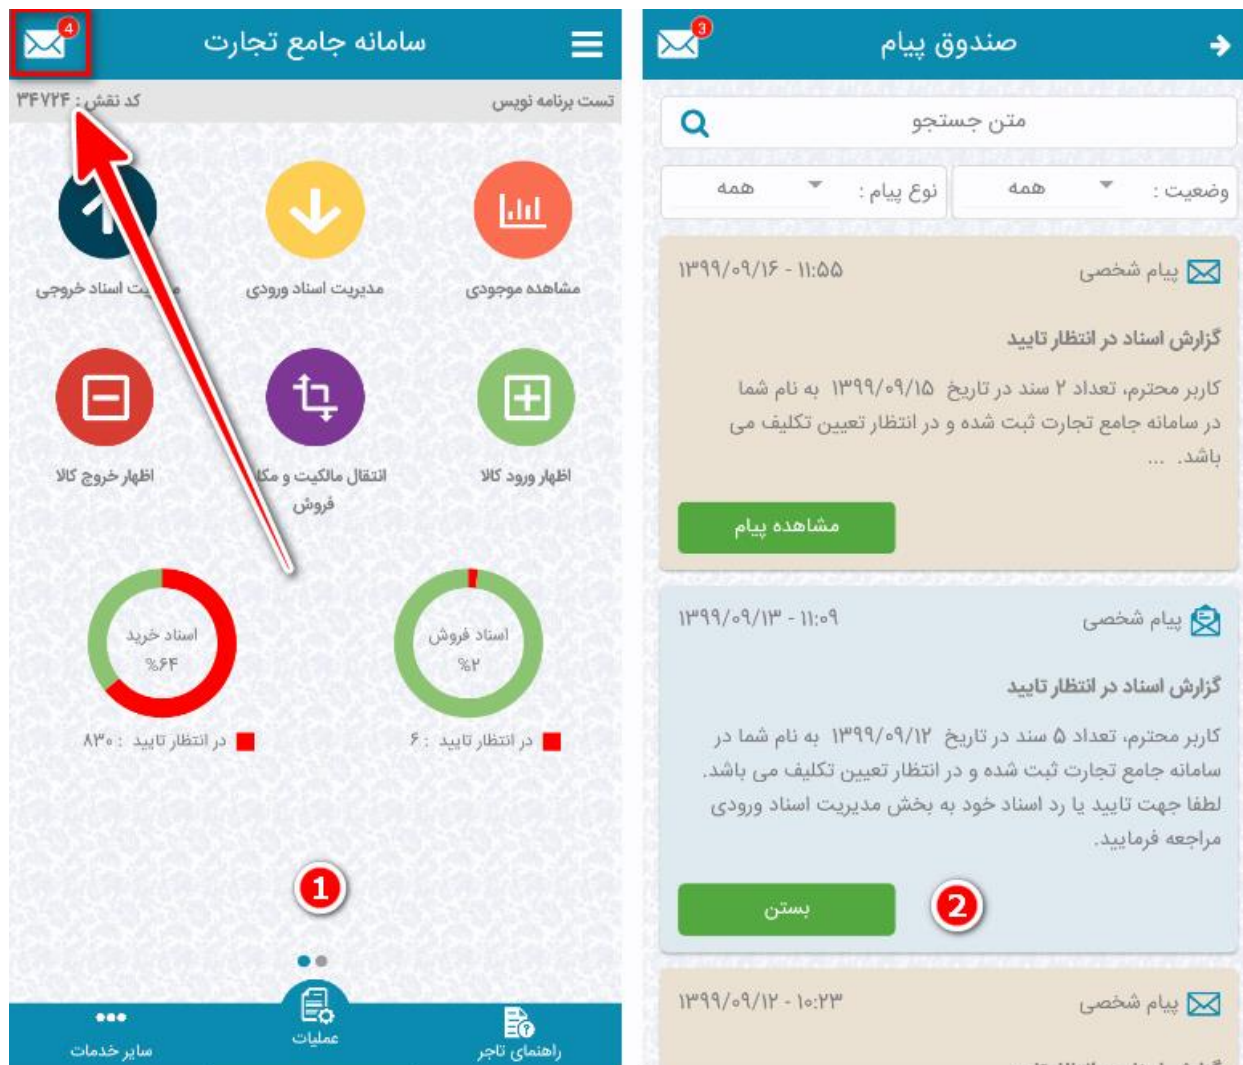 4
سامانه جامع تجارت
تست برنامه نویس
کد نقش : ۳۴۷۲۴
مشاهده موجودی
مدیریت اسناد ورودی
یت اسناد خروجی
اظهار ورود کالا
انتقال مالکیت و مکا
فروش
اظهار خروج کالا
اسناد فروش
%۲
در انتظار تایید : ۶
اسناد خرید
%۶۴
در انتظار تایید : ۸۳۰
1
راهنمای تاجر
عملیات
سایر خدمات
3
صندوق پیام
متن جستجو
وضعیت : همه
نوع پیام : همه
پیام شخصی
۱۳۹۹/۰۹/۱۶ - ۱۱:۵۵
گزارش اسناد در انتظار تایید
کاربر محترم، تعداد ۲ سند در تاریخ ۱۳۹۹/۰۹/۱۵ به نام شما
در سامانه جامع تجارت ثبت شده و در انتظار تعیین تکلیف می
باشد. ...
مشاهده پیام
پیام شخصی
۱۳۹۹/۰۹/۱۳ - ۱۱:۰۹
گزارش اسناد در انتظار تایید
کاربر محترم، تعداد ۵ سند در تاریخ ۱۳۹۹/۰۹/۱۲ به نام شما در
سامانه جامع تجارت ثبت شده و در انتظار تعیین تکلیف می باشد.
لطفا جهت تایید یا رد اسناد خود به بخش مدیریت اسناد ورودی
مراجعه فرمایید.
بستن
2
پیام شخصی
۱۳۹۹/۰۹/۱۲ - ۱۰:۲۳